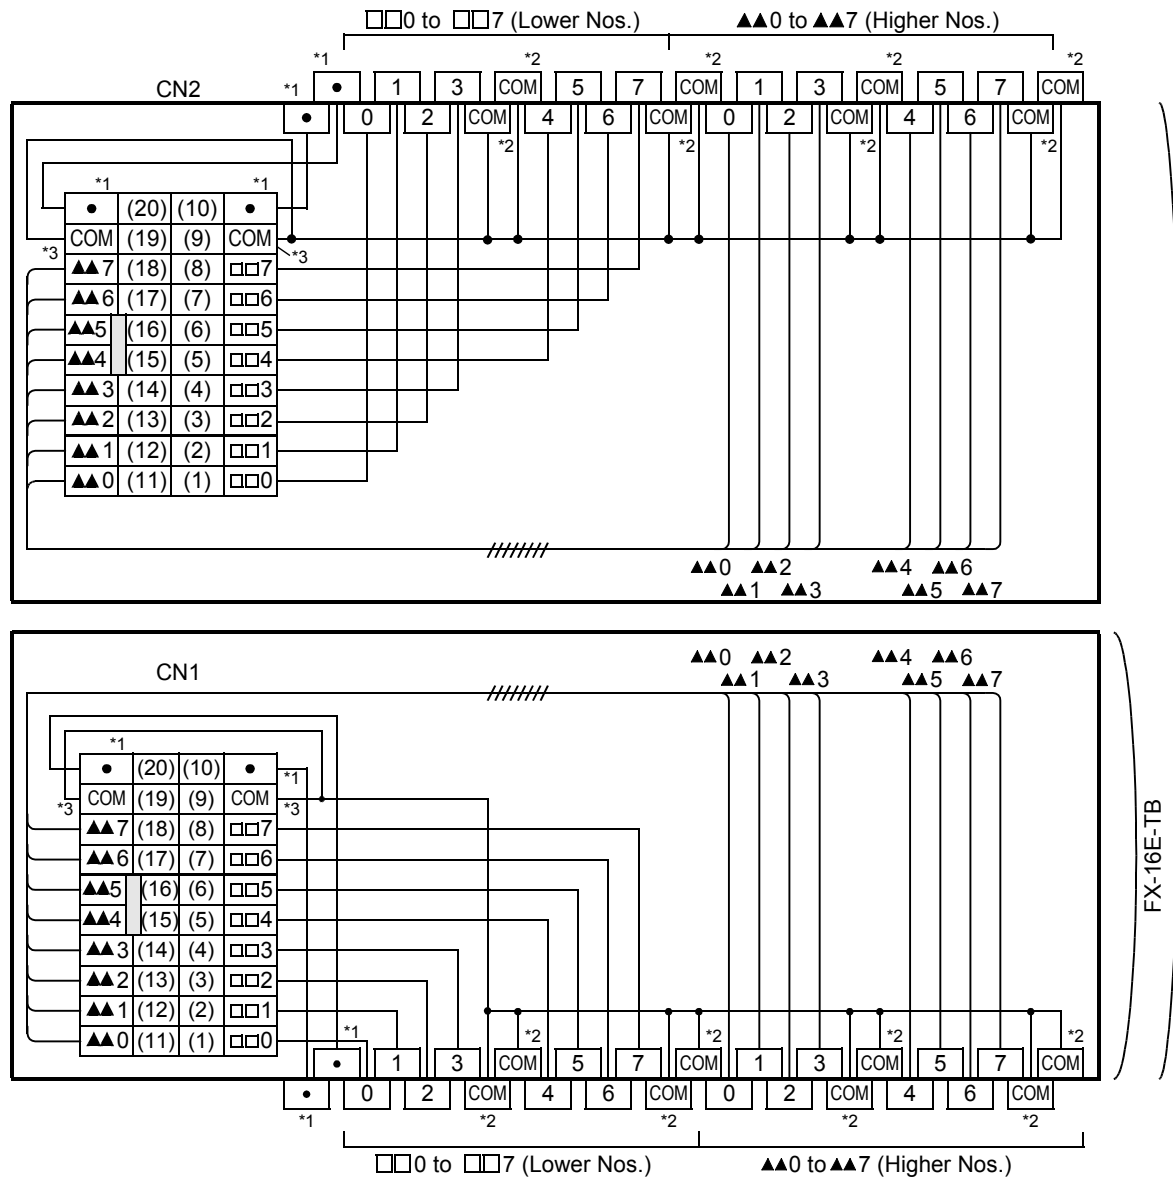 □□0 to □□7 (Lower Nos.) ▲▲0 to ▲▲7 (Higher Nos.)
*1 *2 *2 *2 *2
CN2 *1 • 1 3 COM 5 7 COM 1 3 COM 5 7 COM
• 0 2 COM 4 6 COM 0 2 COM 4 6 COM
*2 *2 *2 *2
*1 *1
• (20) (10) •
COM (19) (9) COM
*3 *3
▲▲7 (18) (8) □□7
▲▲6 (17) (7) □□6
▲▲5 (16) (6) □□5
▲▲4 (15) (5) □□4
▲▲3 (14) (4) □□3
▲▲2 (13) (3) □□2
▲▲1 (12) (2) □□1
▲▲0 (11) (1) □□0
▲▲0 ▲▲2 ▲▲4 ▲▲6
▲▲1 ▲▲3 ▲▲5 ▲▲7
▲▲0 ▲▲2 ▲▲4 ▲▲6
CN1
▲▲1 ▲▲3 ▲▲5 ▲▲7
*1
• (20) (10) • *1
*3 COM (19) (9) COM *3
▲▲7 (18) (8) □□7
▲▲6 (17) (7) □□6
▲▲5 (16) (6) □□5
▲▲4 (15) (5) □□4
▲▲3 (14) (4) □□3
▲▲2 (13) (3) □□2
▲▲1 (12) (2) □□1
▲▲0 (11) (1) □□0
*1 *2 *2 *2 *2
• 1 3 COM 5 7 COM 1 3 COM 5 7 COM
• 0 2 COM 4 6 COM 0 2 COM 4 6 COM
*1 *2 *2 *2 *2
□□0 to □□7 (Lower Nos.) ▲▲0 to ▲▲7 (Higher Nos.)
FX-16E-TB